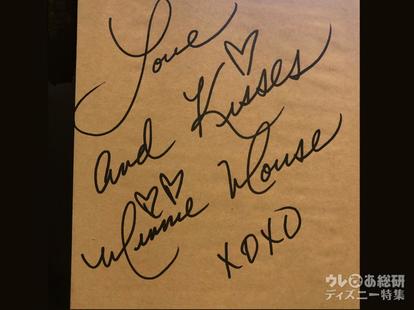 Love
and Kisses
Minnie Mouse
XOXO
ウレぴあ総研
ディズニー特集